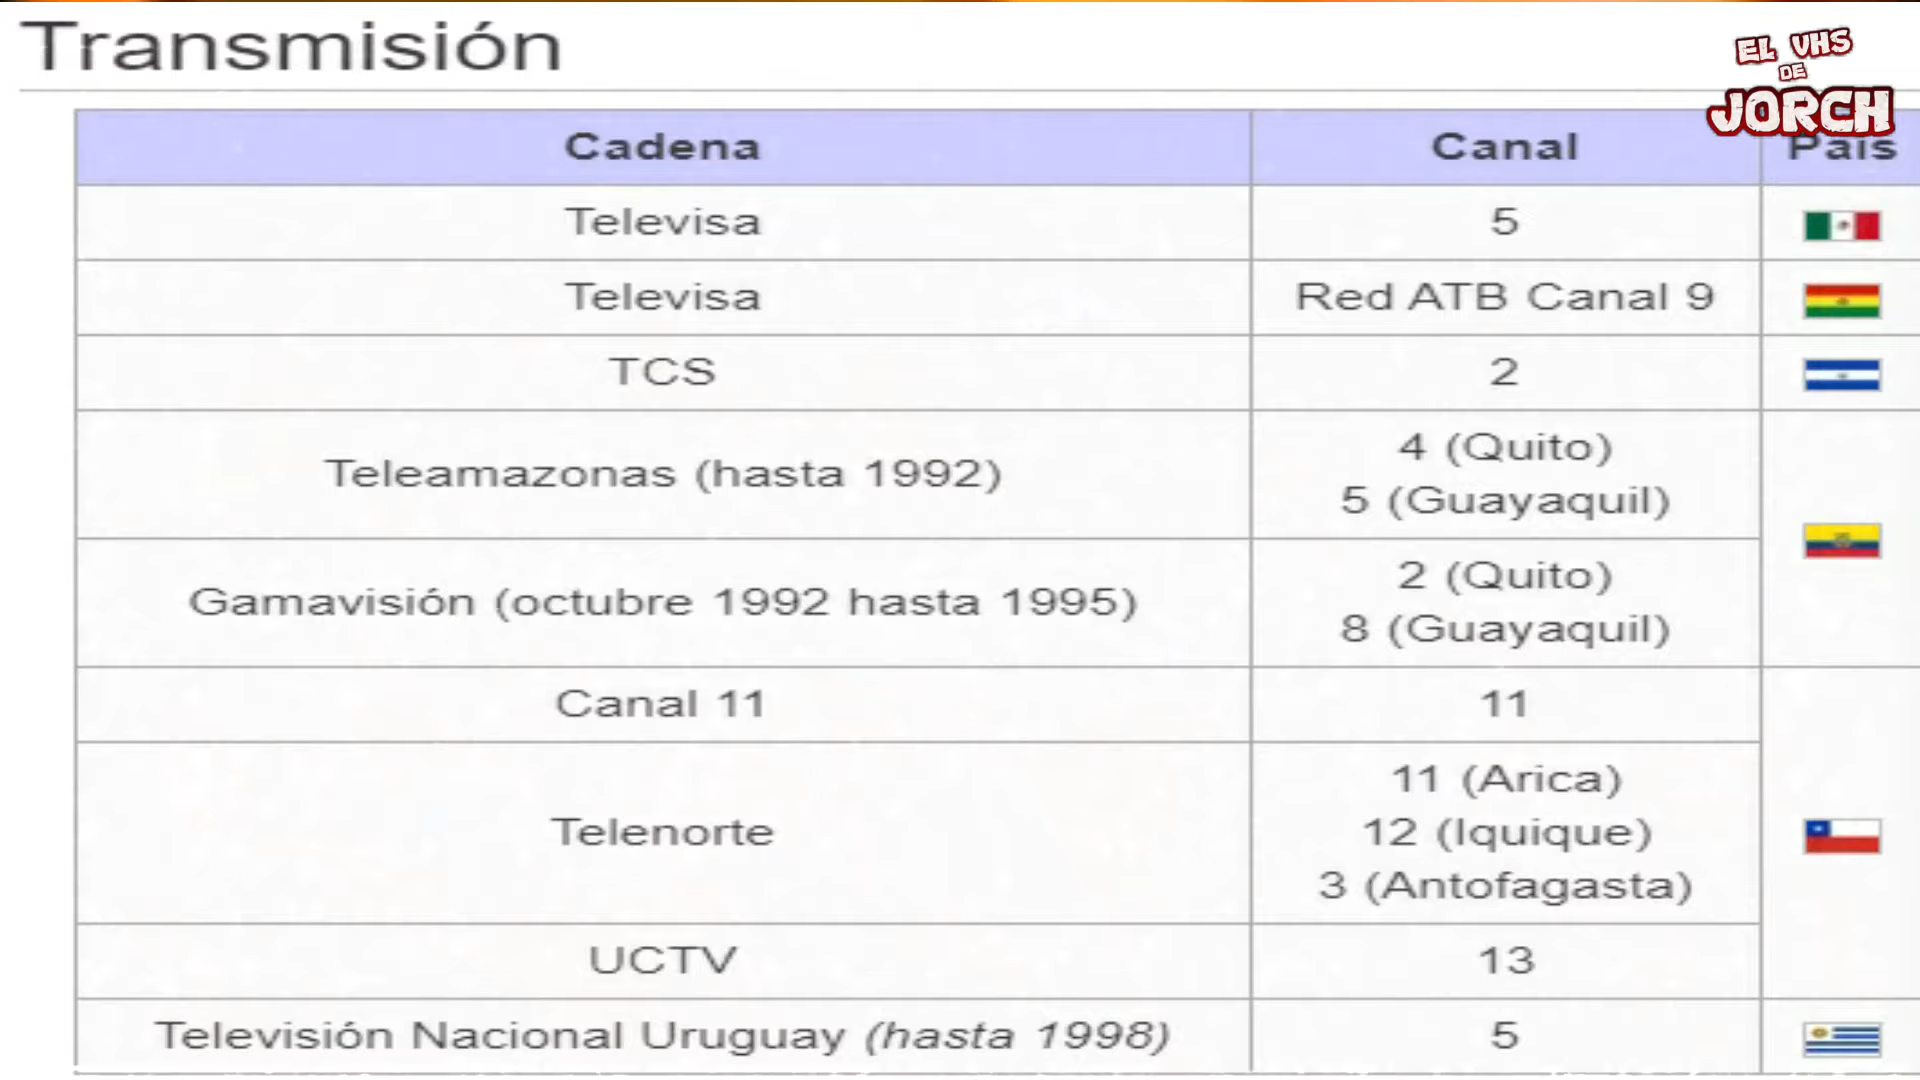 Transmisión
EL VHS
DE
JORCH
Cadena Canal País
Televisa 5
Televisa Red ATB Canal 9
TCS 2
Teleamazonas (hasta 1992) 4 (Quito)
5 (Guayaquil)
Gamavisión (octubre 1992 hasta 1995) 2 (Quito)
8 (Guayaquil)
Canal 11 11
Telenorte 11 (Arica)
12 (Iquique)
3 (Antofagasta)
UCTV 13
Televisión Nacional Uruguay (hasta 1998) 5